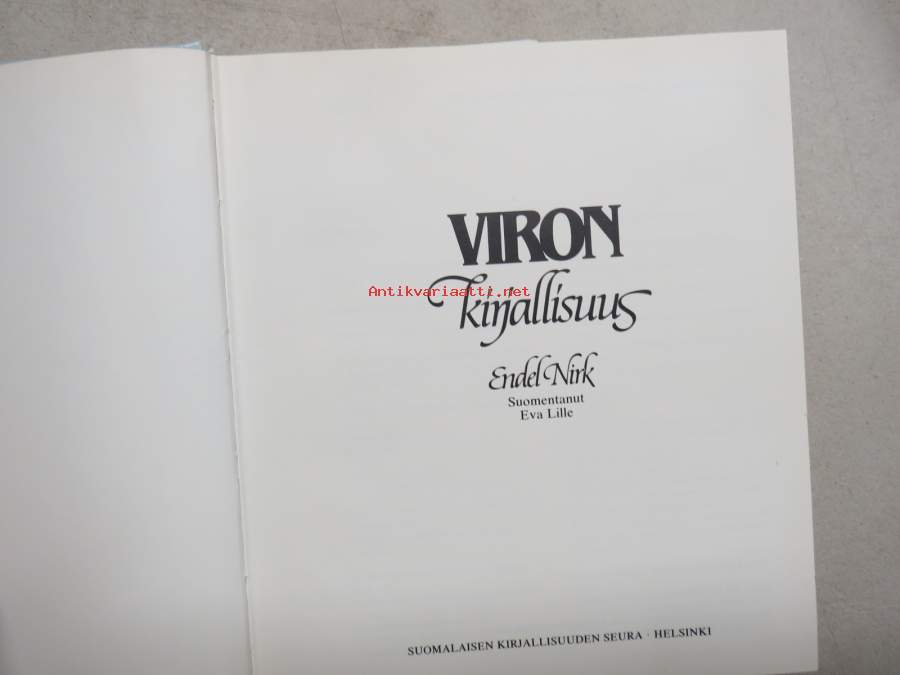 VIRON
kirjallisuus
Antikvariaatti.net
Endel Nirk
Suomentanut
Eva Lille
SUOMALAISEN KIRJALLISUUDEN SEURA · HELSINKI